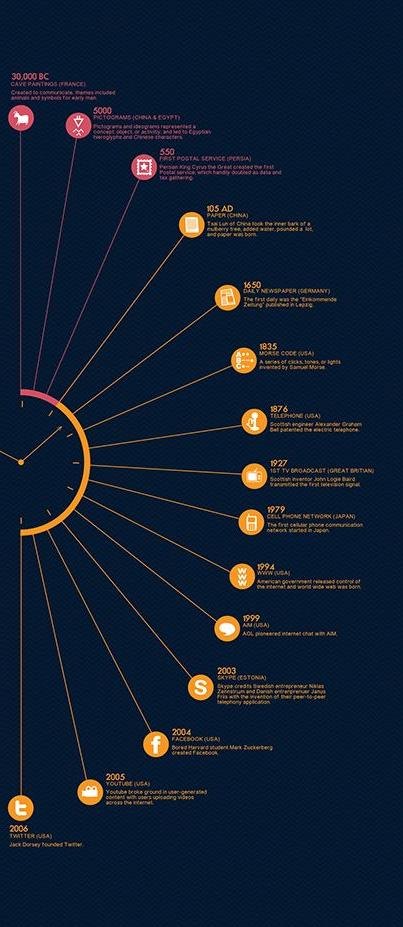 30,000 BC
CAVE PAINTINGS (FRANCE)
Created to communicate, themes included
animals and symbols for early man.
5000
PICTOGRAMS (CHINA & EGYPT)
Pictograms and ideograms represented a
concept, object, or activity, and led to Egyptian
hieroglyphs and Chinese characters.
550
FIRST POSTAL SERVICE (PERSIA)
Persian King Cyrus the Great created the first
Postal service, which handily doubled as data and
tax gathering.
105 AD
PAPER (CHINA)
Tsai Lun of China took the inner bark of a
mulberry tree, added water, pounded a lot,
and paper was born.
1650
DAILY NEWSPAPER (GERMANY)
The first daily was the "Einkommende
Zeitung" published in Leipzig.
1835
MORSE CODE (USA)
A series of clicks, tones, or lights
invented by Samuel Morse.
A
B
C
1876
TELEPHONE (USA)
Scottish engineer Alexander Graham
Bell patented the electric telephone.
1927
1ST TV BROADCAST (GREAT BRITIAN)
Scottish inventor John Logie Baird
transmitted the first television signal.
1979
CELL PHONE NETWORK (JAPAN)
The first cellular phone communication
network started in Japan.
1994
WWW (USA)
American government released control of
the internet and world wide web was born.
W
W
W
1999
AIM (USA)
AOL pioneered internet chat with AIM.
2003
SKYPE (ESTONIA)
Skype credits Swedish entrepreneur Niklas
Zennstrum and Danish entrepreneuer Janus
Friis with the invention of their peer-to-peer
telephony application.
S
2004
FACEBOOK (USA)
Bored Harvard student Mark Zuckerberg
created Facebook.
f
2005
YOUTUBE (USA)
Youtube broke ground in user-generated
content with users uploading videos
across the internet.
t
2006
TWITTER (USA)
Jack Dorsey founded Twitter.